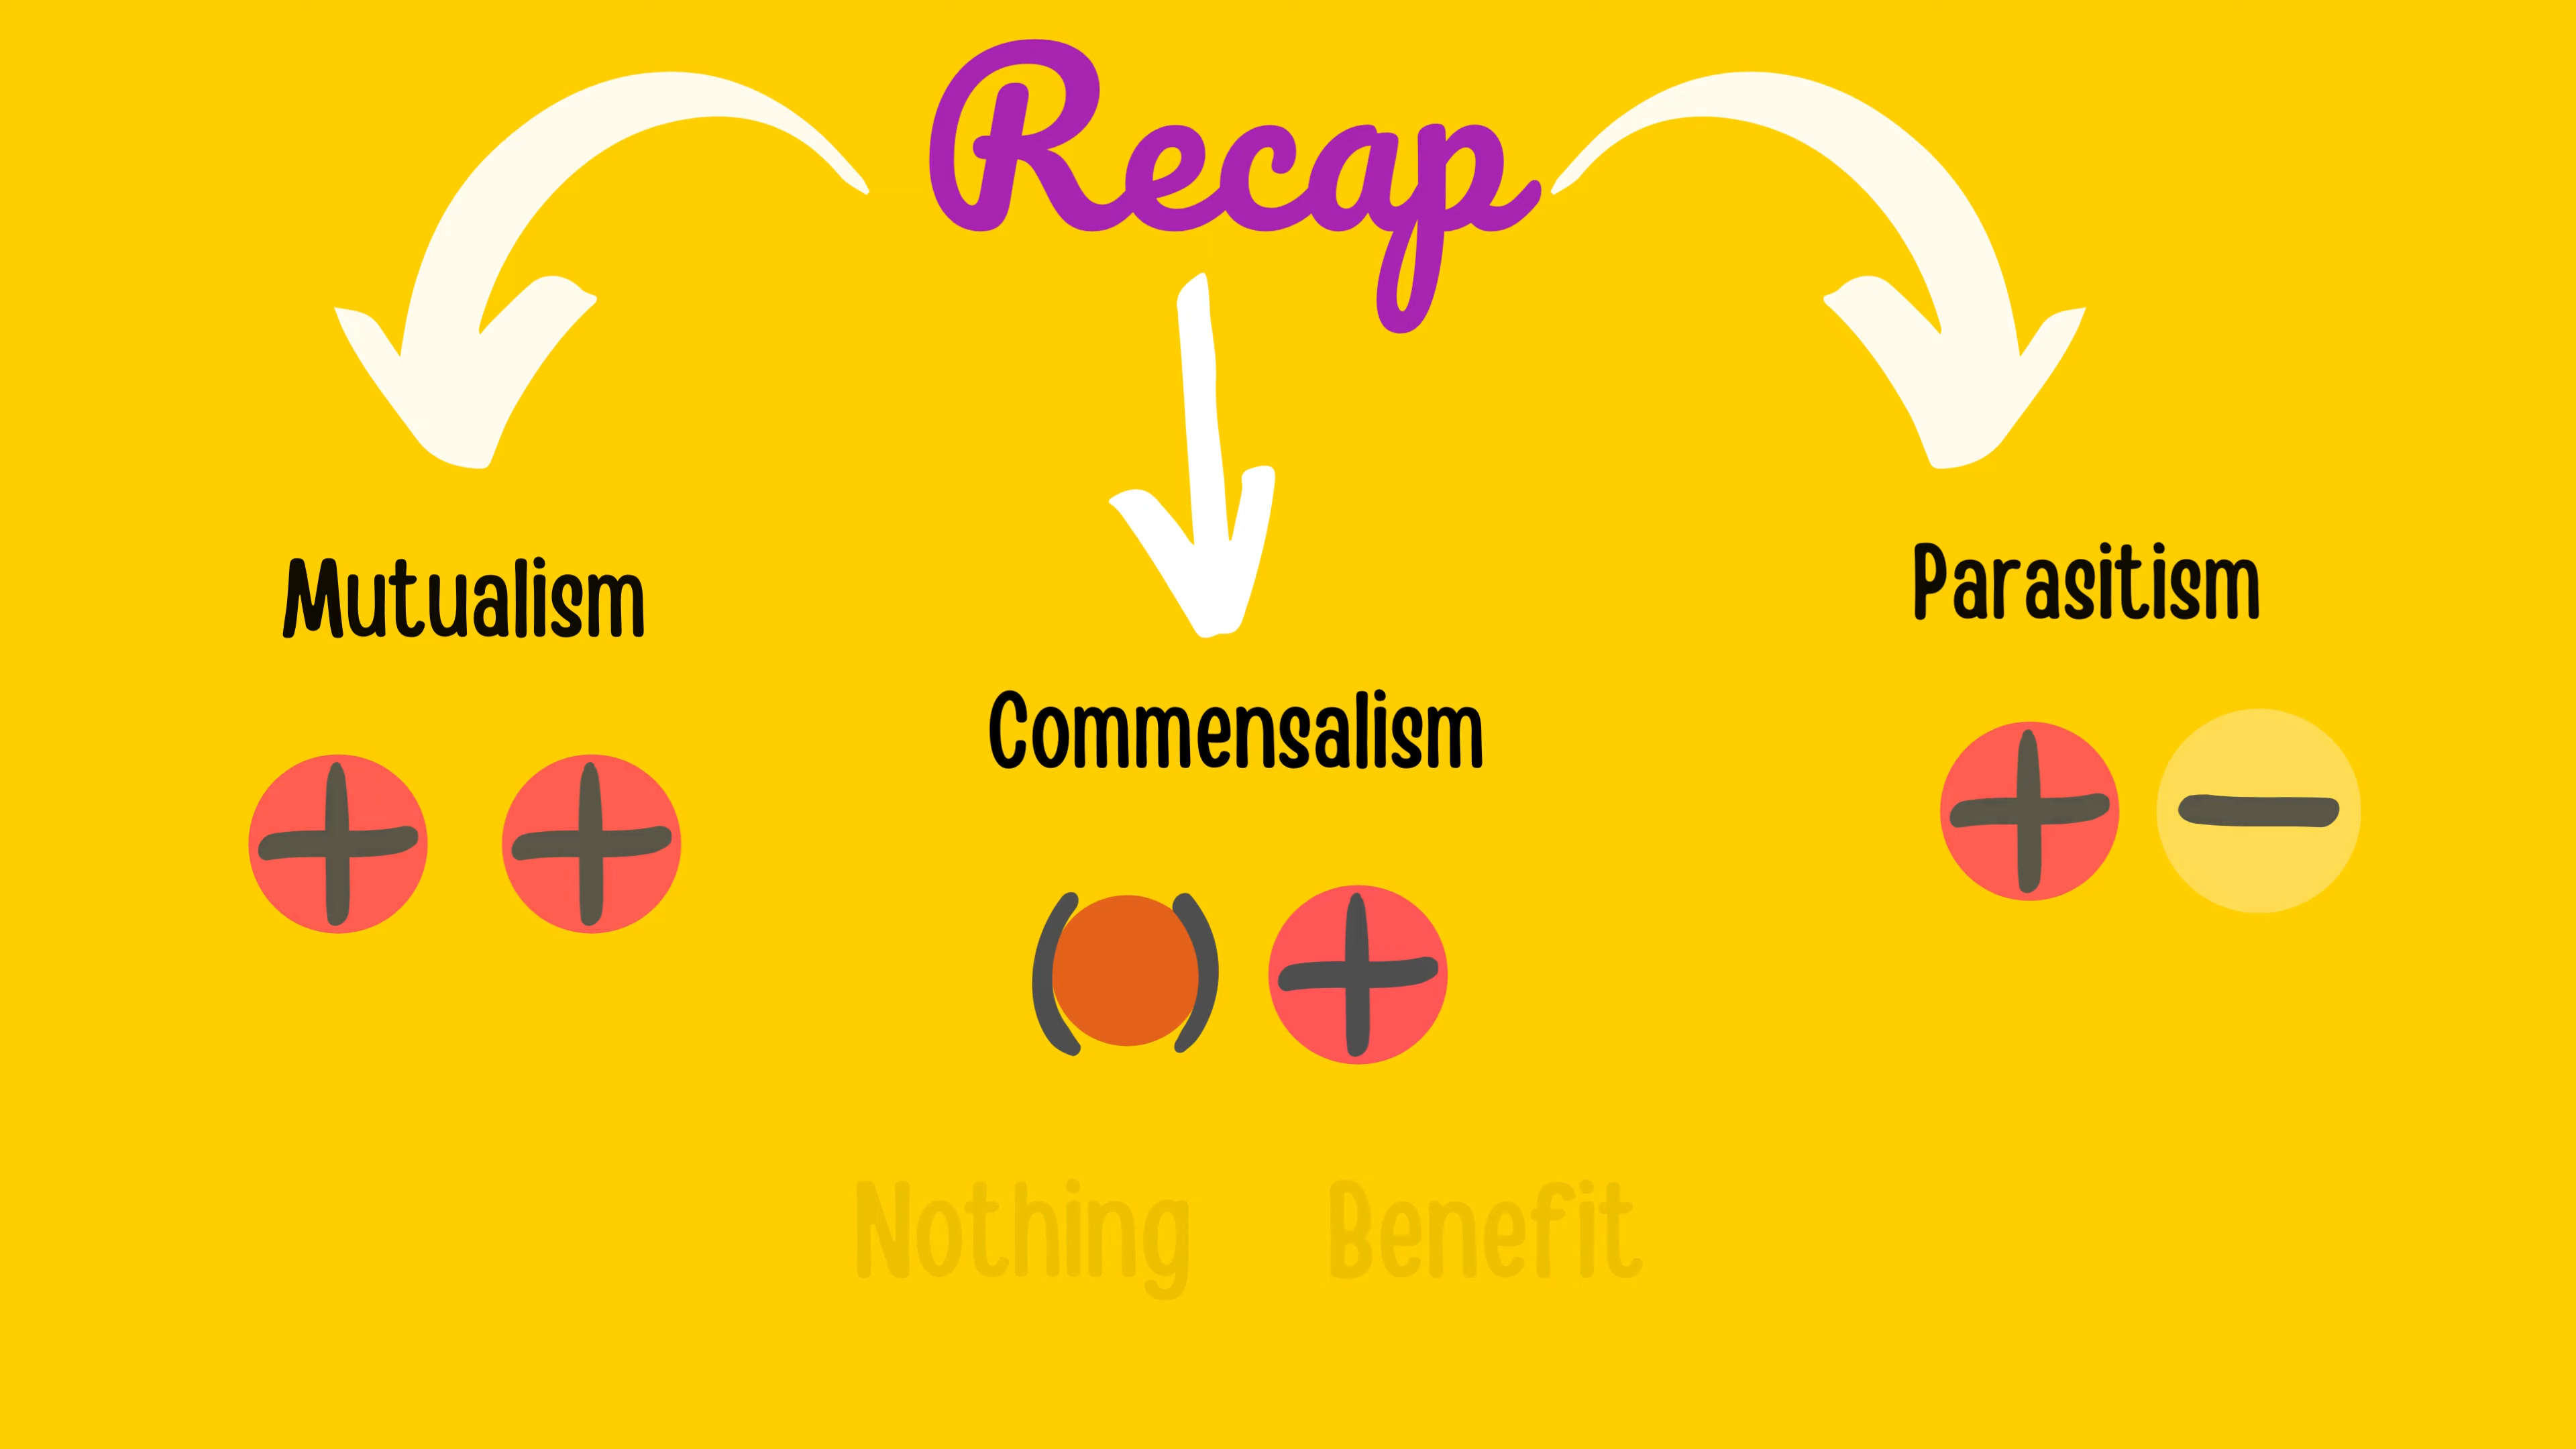 Recap
Mutualism
Commensalism
Parasitism
+ +
( ) +
+ -
Nothing Benefit